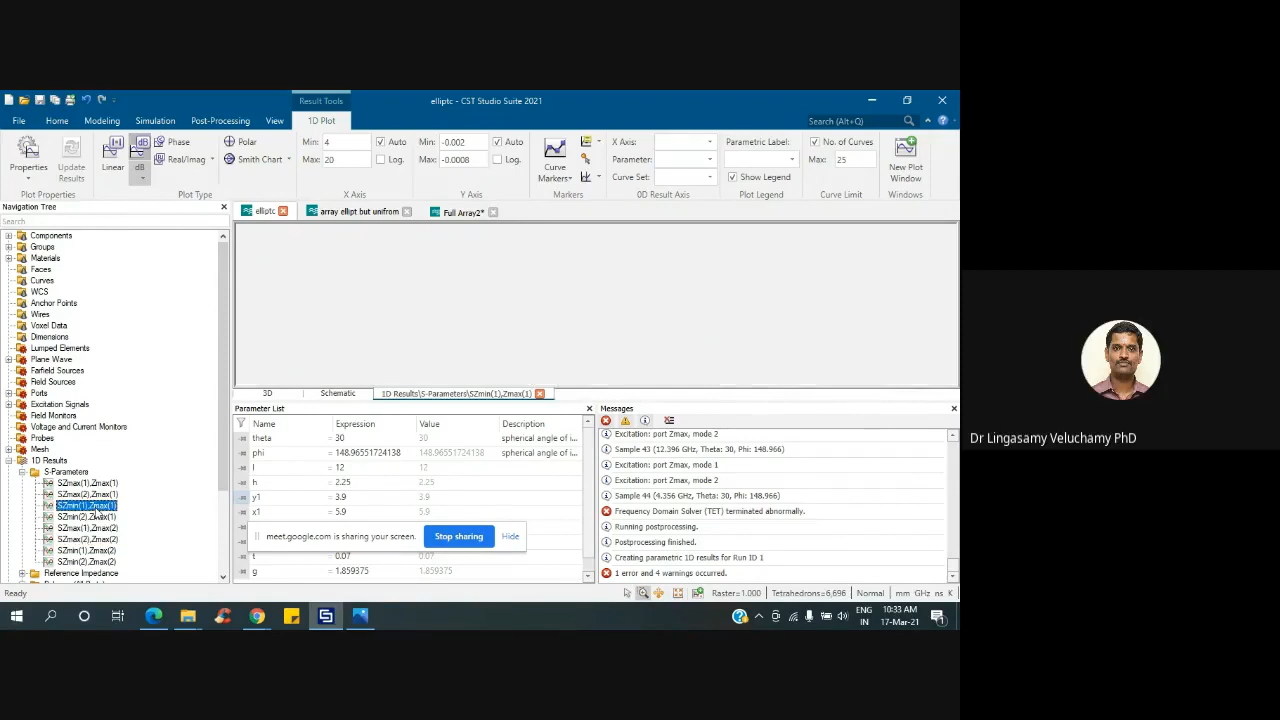 Result Tools
elliptc - CST Studio Suite 2021
File
Home
Modeling
Simulation
Post-Processing
View
1D Plot
Search (Alt+Q)
Properties
Update Results
Plot Properties
Linear
dB
Phase
Real/Imag
Polar
Smith Chart
Plot Type
Min: 4
Auto
Max: 20
Log.
X Axis
Min: -0.002
Auto
Max: -0.0008
Log.
Y Axis
Curve Markers
Markers
X Axis:
Parameter:
Curve Set:
0D Result Axis
Parametric Label:
Show Legend
Plot Legend
No. of Curves
Max: 25
Curve Limit
New Plot Window
Windows
Navigation Tree
Search
Components
Groups
Materials
Faces
Curves
WCS
Anchor Points
Wires
Voxel Data
Dimensions
Lumped Elements
Plane Wave
Farfield Sources
Field Sources
Ports
Excitation Signals
Field Monitors
Voltage and Current Monitors
Probes
Mesh
1D Results
S-Parameters
SZmax(1),Zmax(1)
SZmax(2),Zmax(1)
SZmin(1),Zmax(1)
SZmin(2),Zmax(1)
SZmax(1),Zmax(2)
SZmax(2),Zmax(2)
SZmin(1),Zmax(2)
SZmin(2),Zmax(2)
Reference Impedance
elliptc
array ellipt but unifrom
Full Array2*
3D
Schematic
1D Results\S-Parameters\SZmin(1),Zmax(1)
Parameter List
Name Expression Value Description
theta = 30 30 spherical angle of i...
phi = 148.96551724138 148.96551724138 spherical angle of i...
l = 12 12
h = 2.25 2.25
y1 = 3.9 3.9
x1 = 5.9 5.9
meet.google.com is sharing your screen. Stop sharing Hide
t = 0.07 0.07
g = 1.859375 1.859375
Messages
Excitation: port Zmax, mode 2
Sample 43 (12.396 GHz, Theta: 30, Phi: 148.966)
Excitation: port Zmax, mode 1
Excitation: port Zmax, mode 2
Sample 44 (4.356 GHz, Theta: 30, Phi: 148.966)
Frequency Domain Solver (TET) terminated abnormally.
Running postprocessing.
Postprocessing finished.
Creating parametric 1D results for Run ID 1
1 error and 4 warnings occurred.
Ready
Raster=1.000
Tetrahedrons=6,696
Normal
mm GHz ns K
ENG
IN
10:33 AM
17-Mar-21
Dr Lingasamy Veluchamy PhD